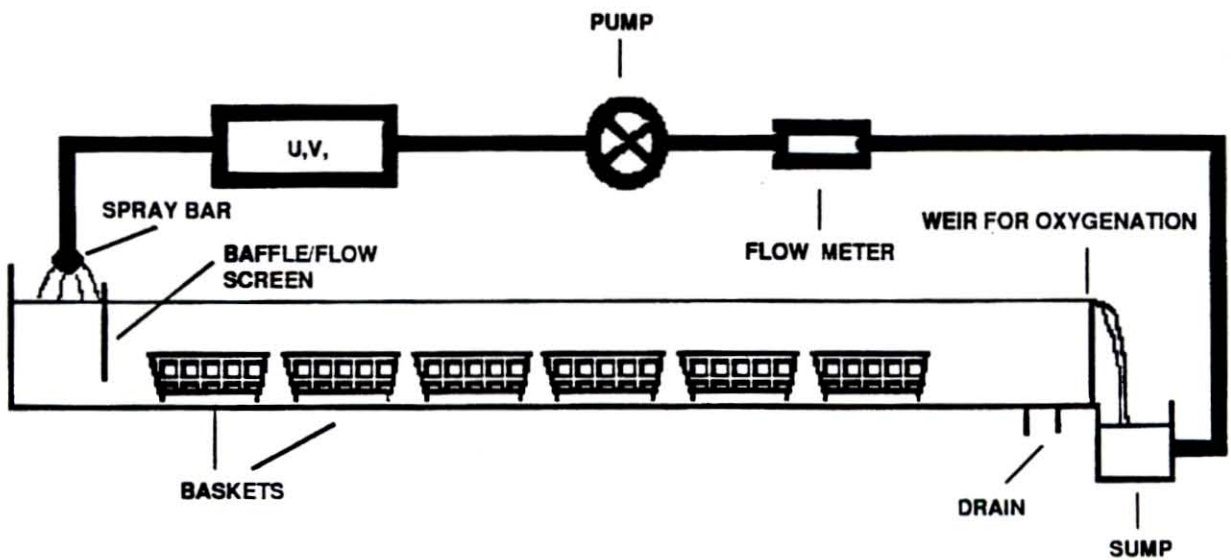 PUMP
U,V,
SPRAY BAR
BAFFLE/FLOW
SCREEN
FLOW METER
WEIR FOR OXYGENATION
BASKETS
DRAIN
SUMP